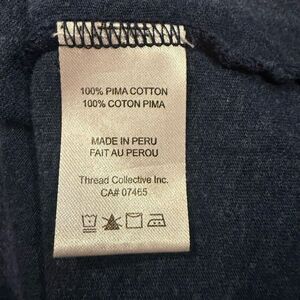 100% PIMA COTTON
100% COTON PIMA
MADE IN PERU
FAIT AU PEROU
Thread Collective Inc.
CA# 07465